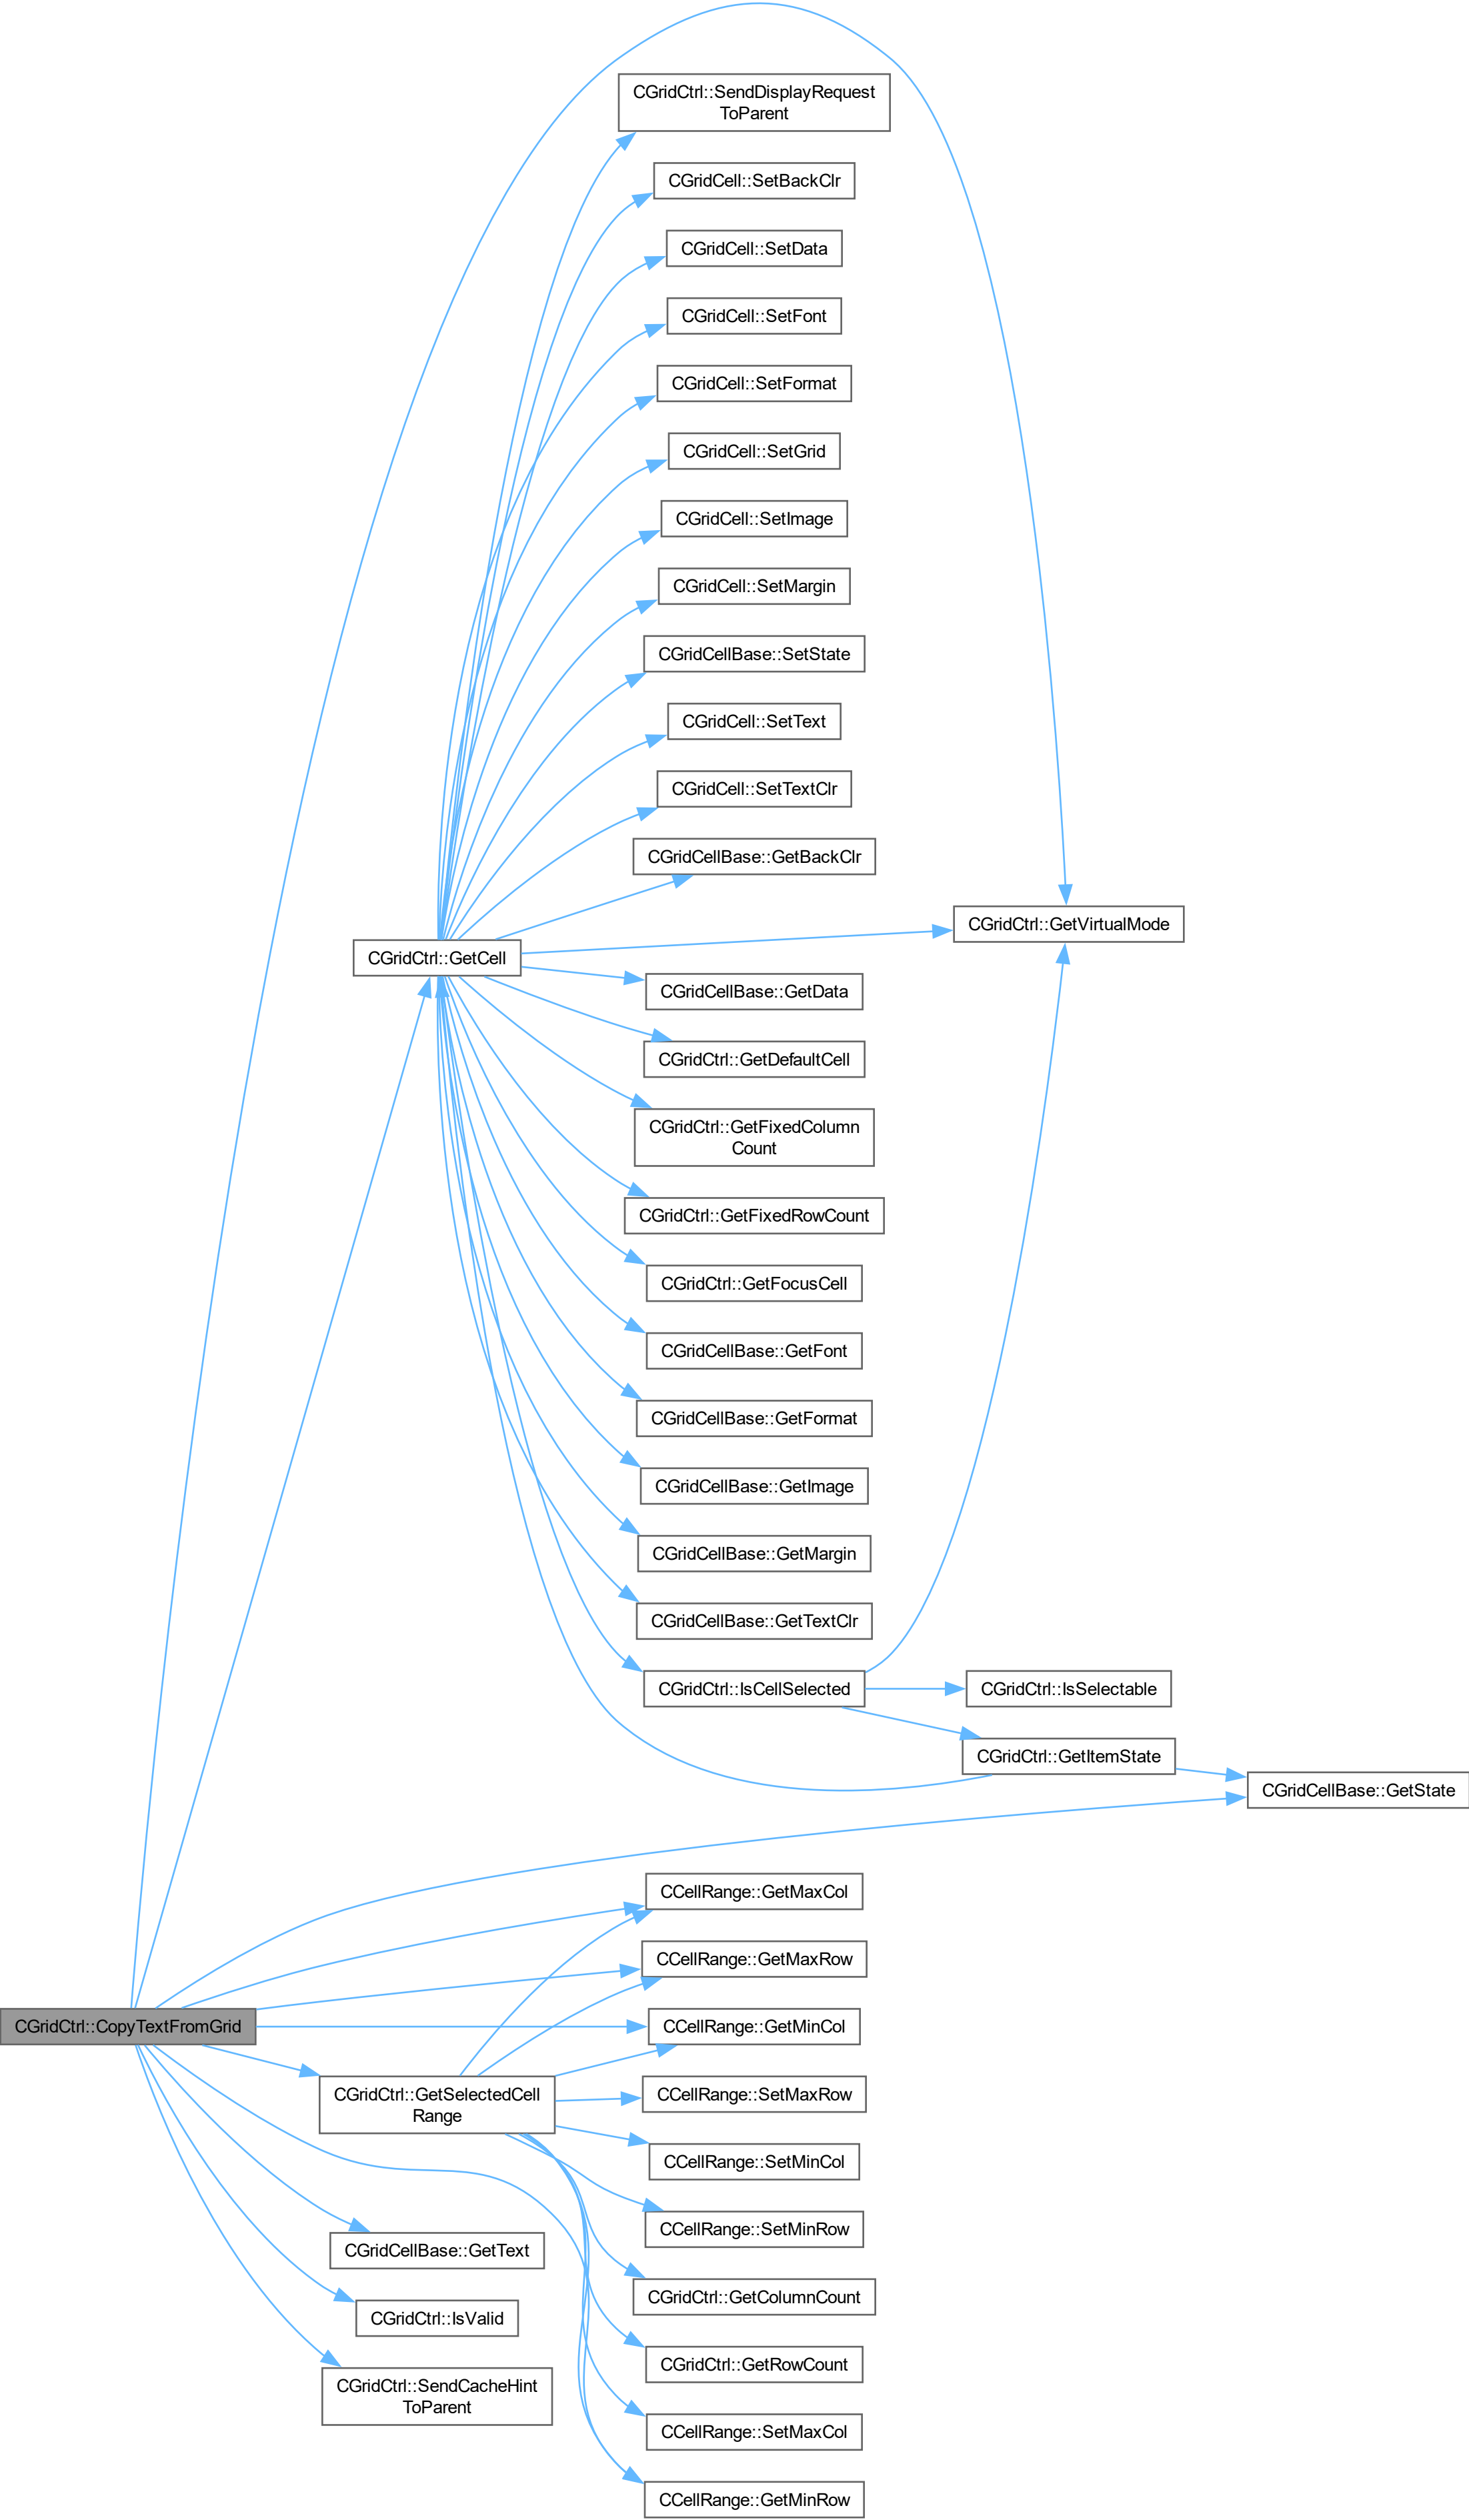 CGridCtrl::SendDisplayRequest
ToParent
CGridCell::SetBackClr
CGridCell::SetData
CGridCell::SetFont
CGridCell::SetFormat
CGridCell::SetGrid
CGridCell::SetImage
CGridCell::SetMargin
CGridCellBase::SetState
CGridCell::SetText
CGridCell::SetTextClr
CGridCellBase::GetBackClr
CGridCtrl::GetVirtualMode
CGridCtrl::GetCell
CGridCellBase::GetData
CGridCtrl::GetDefaultCell
CGridCtrl::GetFixedColumn
Count
CGridCtrl::GetFixedRowCount
CGridCtrl::GetFocusCell
CGridCellBase::GetFont
CGridCellBase::GetFormat
CGridCellBase::GetImage
CGridCellBase::GetMargin
CGridCellBase::GetTextClr
CGridCtrl::IsCellSelected
CGridCtrl::IsSelectable
CGridCtrl::GetItemState
CGridCellBase::GetState
CCellRange::GetMaxCol
CCellRange::GetMaxRow
CGridCtrl::CopyTextFromGrid
CCellRange::GetMinCol
CGridCtrl::GetSelectedCell
Range
CCellRange::SetMaxRow
CCellRange::SetMinCol
CCellRange::SetMinRow
CGridCellBase::GetText
CGridCtrl::GetColumnCount
CGridCtrl::IsValid
CGridCtrl::GetRowCount
CGridCtrl::SendCacheHint
ToParent
CCellRange::SetMaxCol
CCellRange::GetMinRow